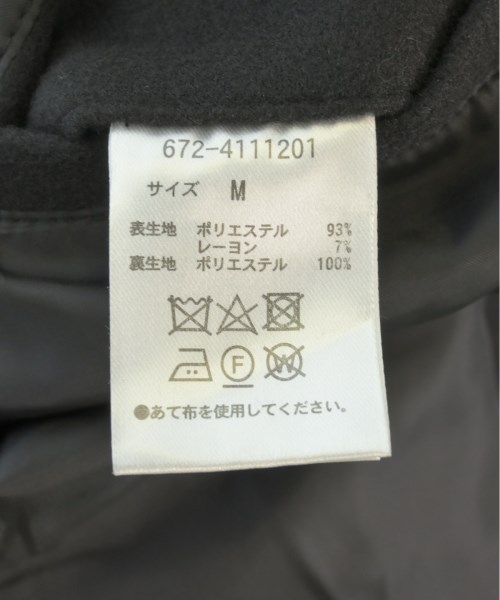 672-4111201
サイズ M
表生地 ポリエステル 93%
レーヨン 7%
裏生地 ポリエステル 100%
F W
●あて布を使用してください。